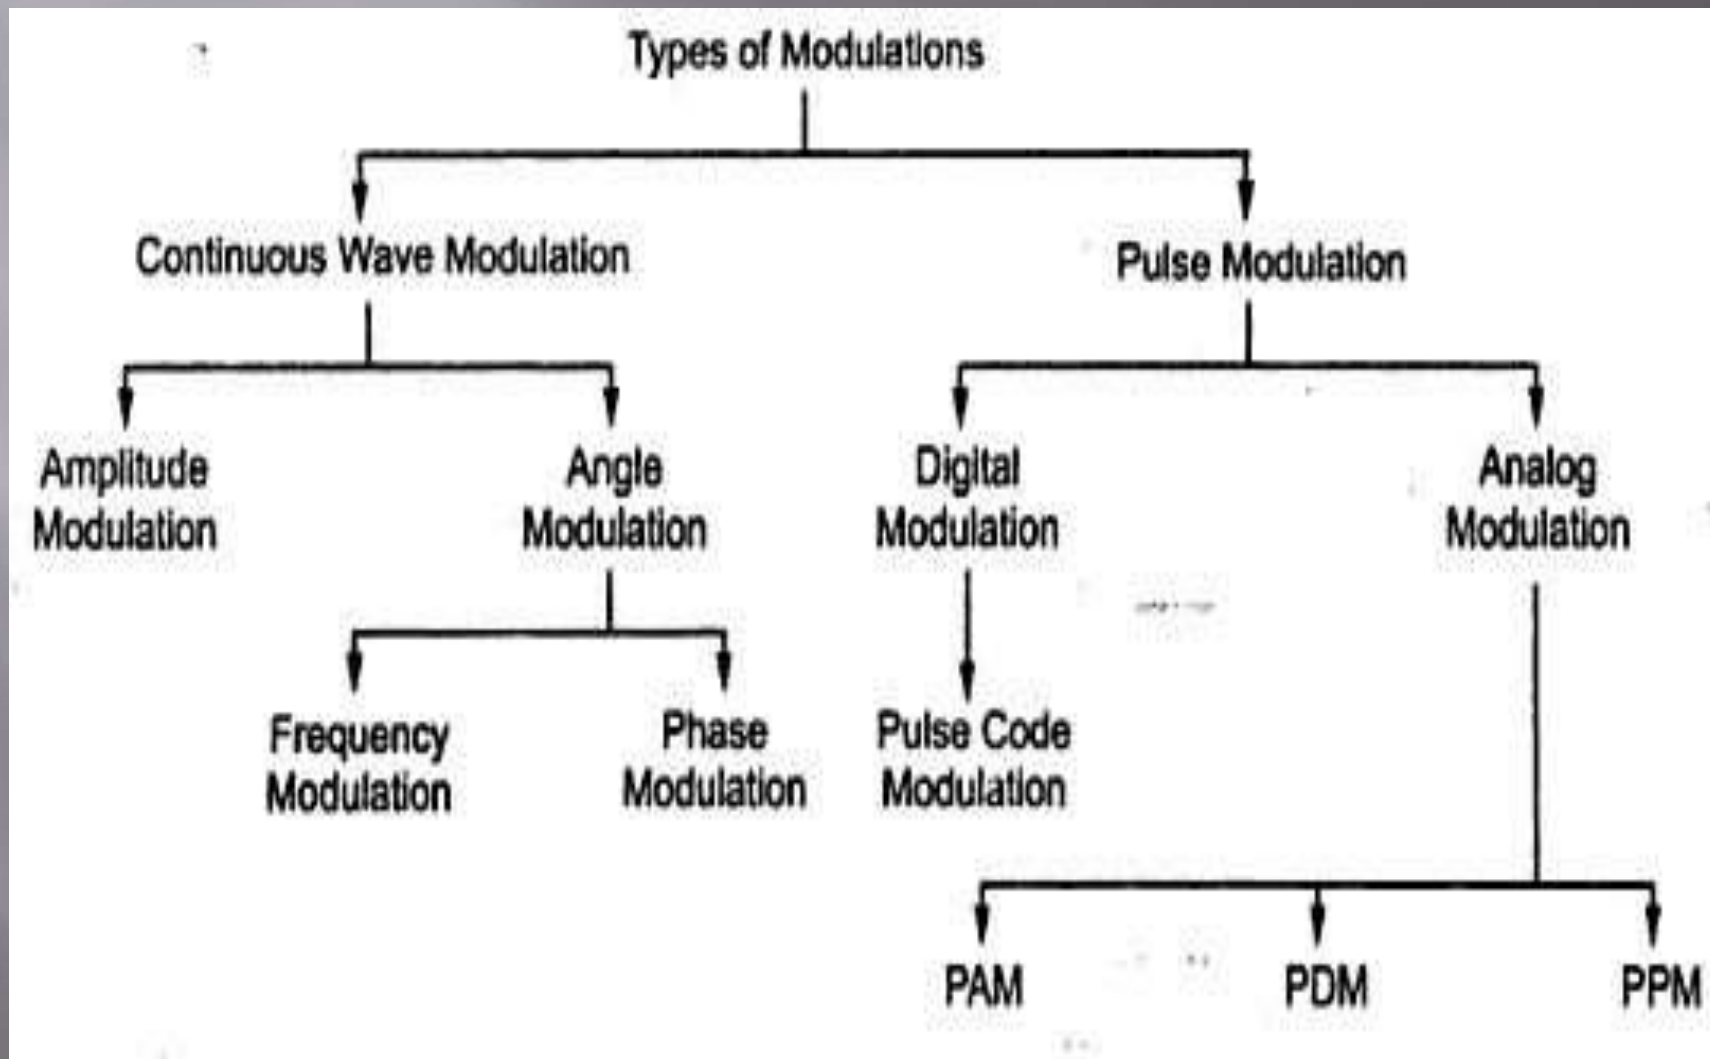 Types of Modulations
Continuous Wave Modulation
Pulse Modulation
Amplitude
Modulation
Angle
Modulation
Digital
Modulation
Analog
Modulation
Frequency
Modulation
Phase
Modulation
Pulse Code
Modulation
PAM
PDM
PPM